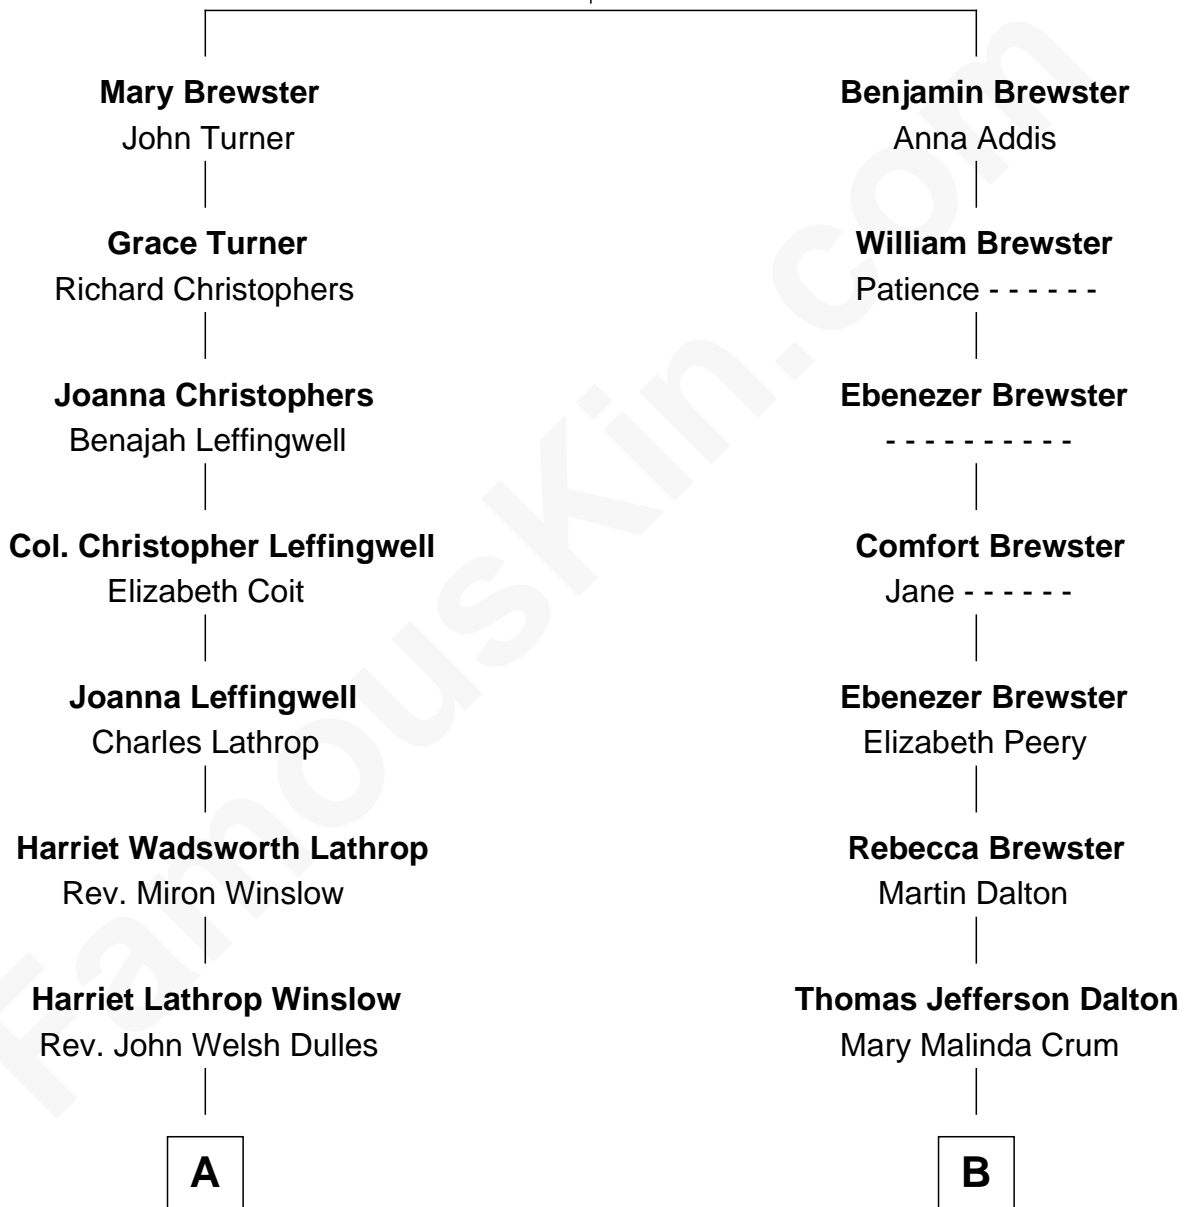 Mary Brewster
John Turner
Benjamin Brewster
Anna Addis
Grace Turner
Richard Christophers
William Brewster
Patience - - - - - -
Joanna Christophers
Benajah Leffingwell
Ebenezer Brewster
- - - - - - - - - -
Col. Christopher Leffingwell
Elizabeth Coit
Comfort Brewster
Jane - - - - - -
Joanna Leffingwell
Charles Lathrop
Ebenezer Brewster
Elizabeth Peery
Harriet Wadsworth Lathrop
Rev. Miron Winslow
Rebecca Brewster
Martin Dalton
Harriet Lathrop Winslow
Rev. John Welsh Dulles
Thomas Jefferson Dalton
Mary Malinda Crum
A
B
FamousKin.com